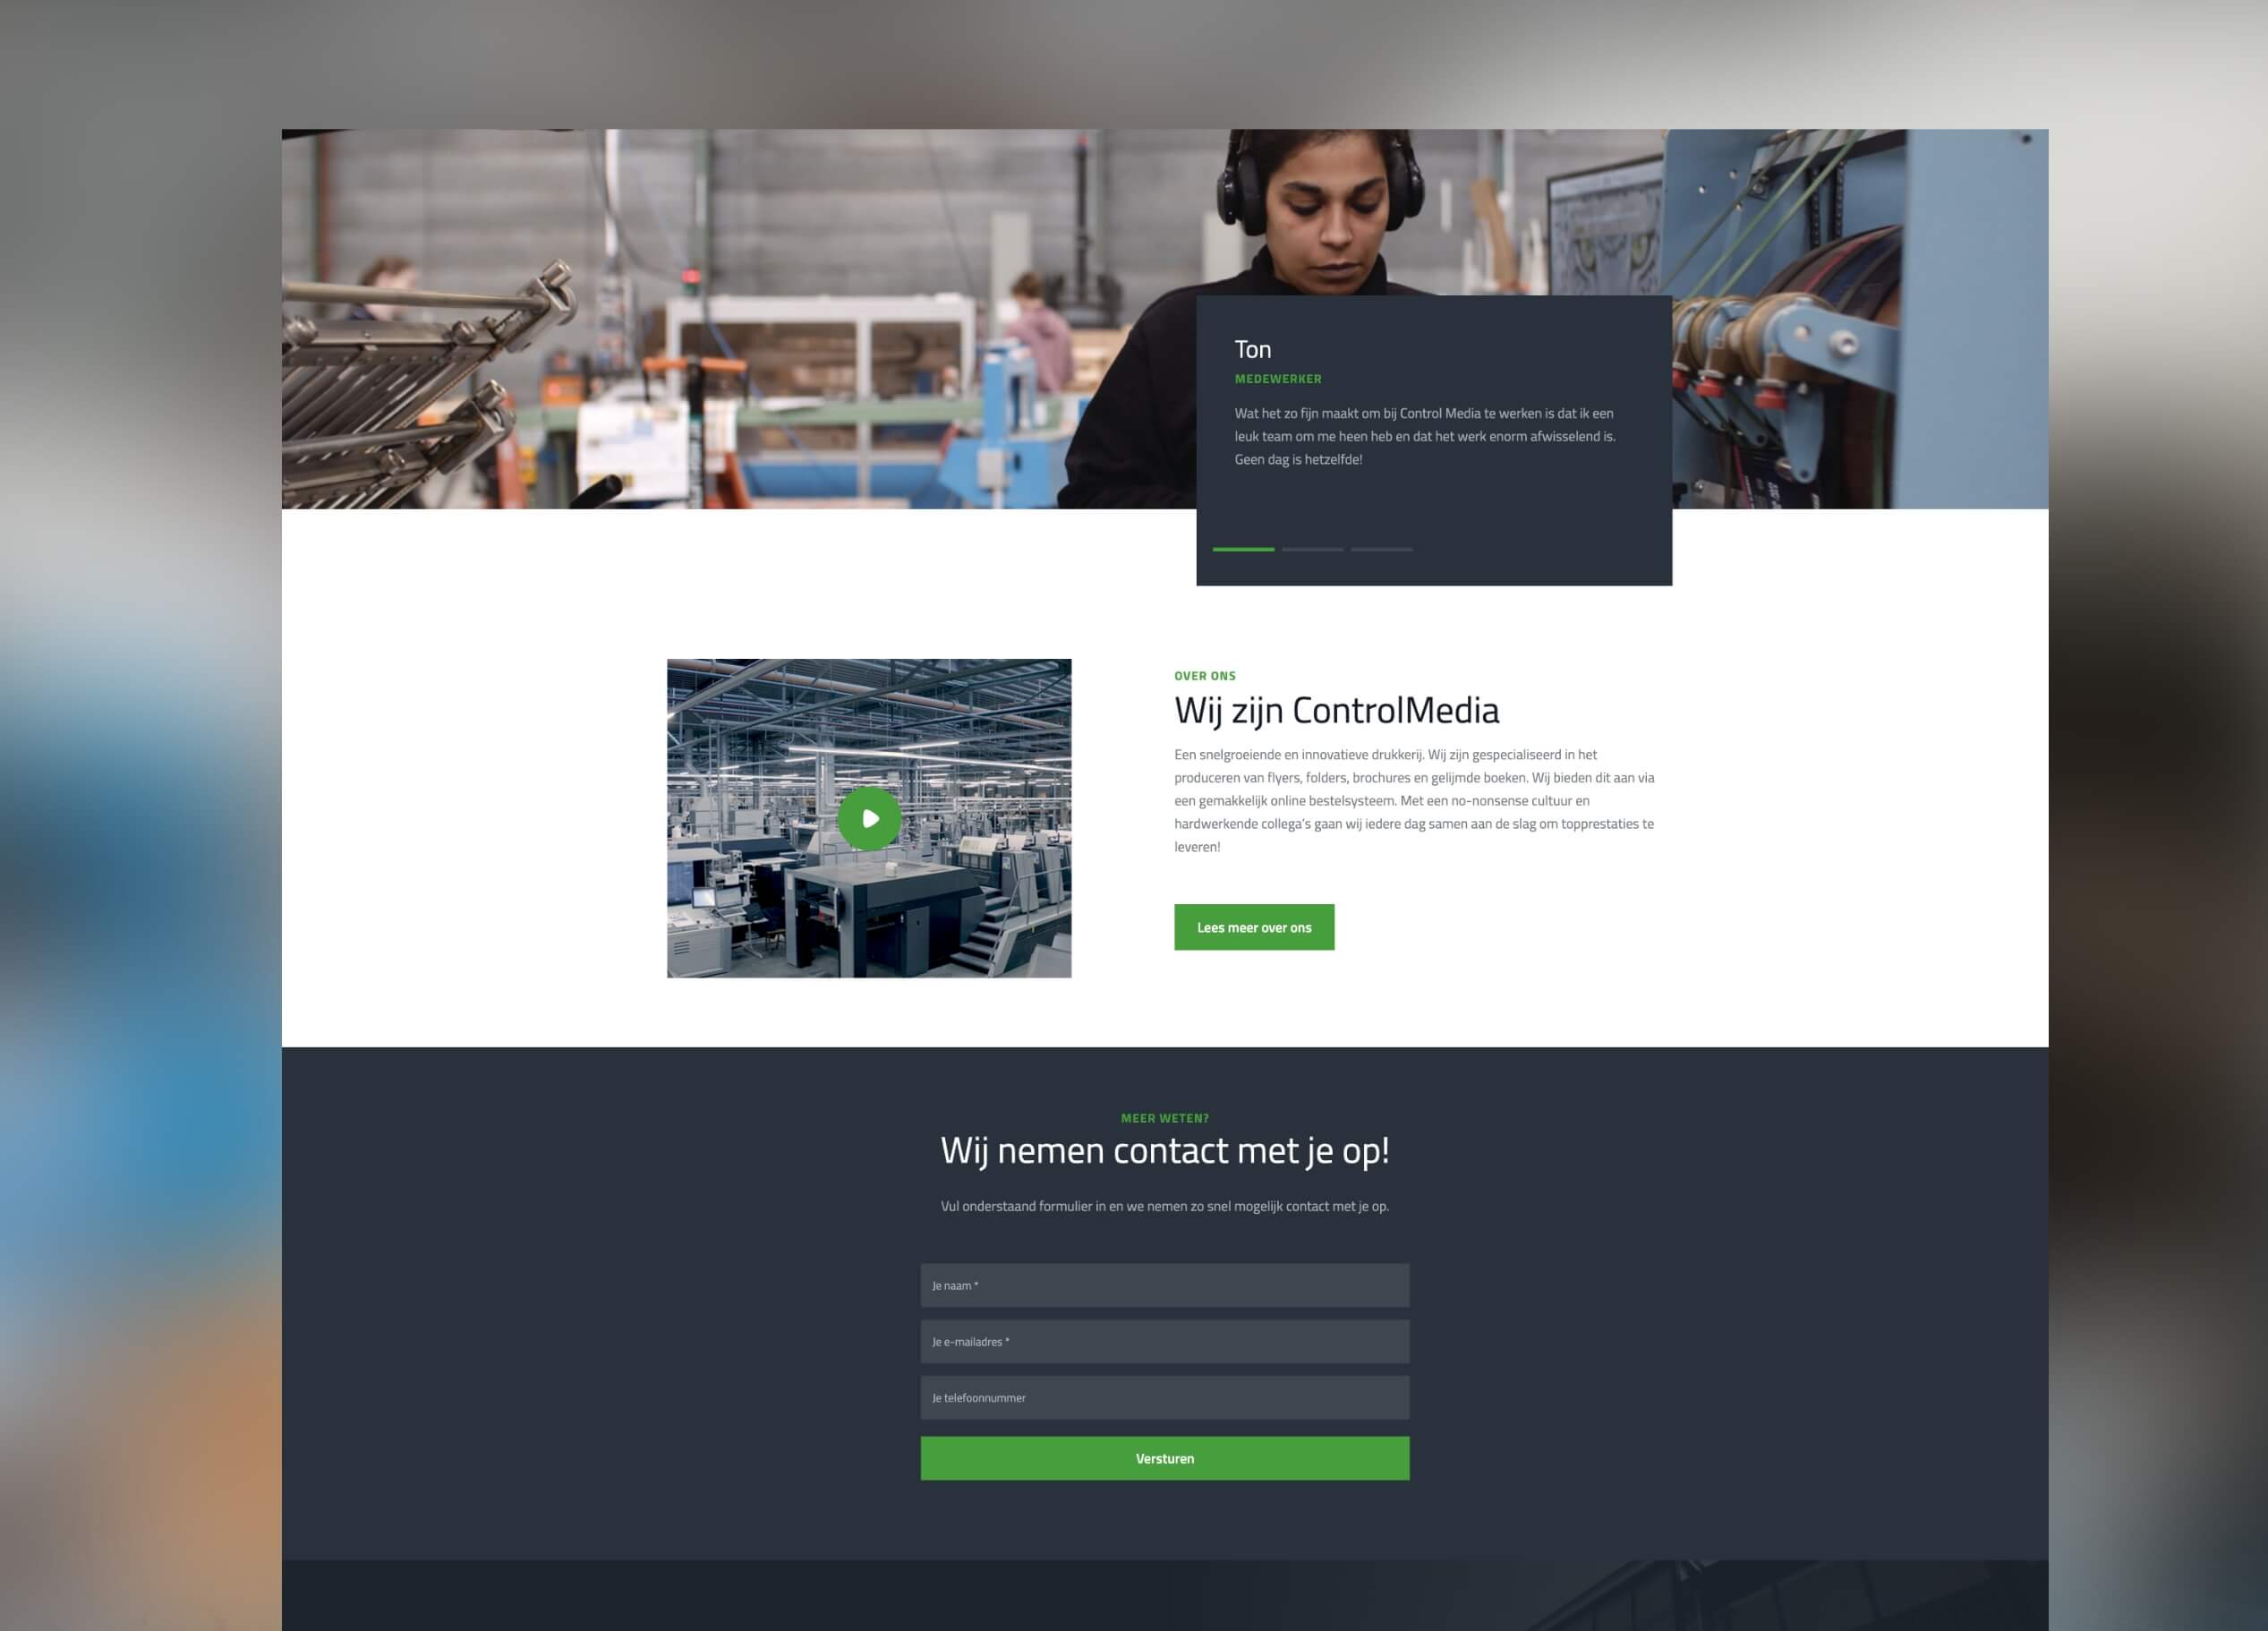 Ton
MEDEWERKER
Wat het zo fijn maakt om bij Control Media te werken is dat ik een
leuk team om me heen heb en dat het werk enorm afwisselend is.
Geen dag is hetzelfde!
OVER ONS
Wij zijn ControlMedia
Een snelgroeiende en innovatieve drukkerij. Wij zijn gespecialiseerd in het
produceren van flyers, folders, brochures en gelijmde boeken. Wij bieden dit aan via
een gemakkelijk online bestelsysteem. Met een no-nonsense cultuur en
hardwerkende collega's gaan wij iedere dag samen aan de slag om topprestaties te
leveren!
Lees meer over ons
MEER WETEN?
Wij nemen contact met je op!
Vul onderstaand formulier in en we nemen zo snel mogelijk contact met je op.
Je naam *
Je e-mailadres *
Je telefoonnummer
Versturen